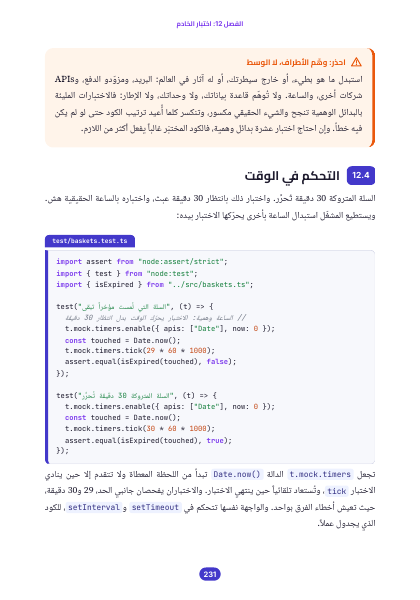 الفصل 12: اختبار الخادم
احذر: وهّم الأطراف، لا الوسط
استبدل ما هو بطيء، أو خارج سيطرتك، أو له آثار في العالم: البريد، ومزوّدو الدفع، وAPIs
شركات أخرى، والساعة. ولا تُوهّم قاعدة بياناتك، ولا وحداتك، ولا الإطار: فالاختبارات المليئة
بالبدائل الوهمية تنجح والشيء الحقيقي مكسور، وتنكسر كلما أُعيد ترتيب الكود حتى لو لم يكن
فيه خطأ. وإن احتاج اختبار عشرة بدائل وهمية، فالكود المختبَر غالباً يفعل أكثر من اللازم.
12.4 التحكم في الوقت
السلة المتروكة 30 دقيقة تُحرَّر. واختبار ذلك بانتظار 30 دقيقة عبث، واختباره بالساعة الحقيقية هش.
ويستطيع المشغّل استبدال الساعة بأخرى يحرّكها الاختبار بيده:
test/baskets.test.ts
import assert from "node:assert/strict";
import { test } from "node:test";
import { isExpired } from "../src/baskets.ts";
test("السلة التي لُمست مؤخراً تبقى", (t) => {
// ساعة وهمية: الاختبار يحرّك الوقت بدل انتظار 30 دقيقة
t.mock.timers.enable({ apis: ["Date"], now: 0 });
const touched = Date.now();
t.mock.timers.tick(29 * 60 * 1000);
assert.equal(isExpired(touched), false);
});
test("السلة المتروكة 30 دقيقة تُحرَّر", (t) => {
t.mock.timers.enable({ apis: ["Date"], now: 0 });
const touched = Date.now();
t.mock.timers.tick(30 * 60 * 1000);
assert.equal(isExpired(touched), true);
});
تجعل t.mock.timers الدالة Date.now() تبدأ من اللحظة المعطاة ولا تتقدم إلا حين ينادي
الاختبار tick، وتُستعاد تلقائياً حين ينتهي الاختبار. والاختباران يفحصان جانبي الحد، 29 و30 دقيقة،
حيث تعيش أخطاء الفرق بواحد. والواجهة نفسها تتحكم في setTimeout و setInterval، للكود
الذي يجدول عملاً.
231